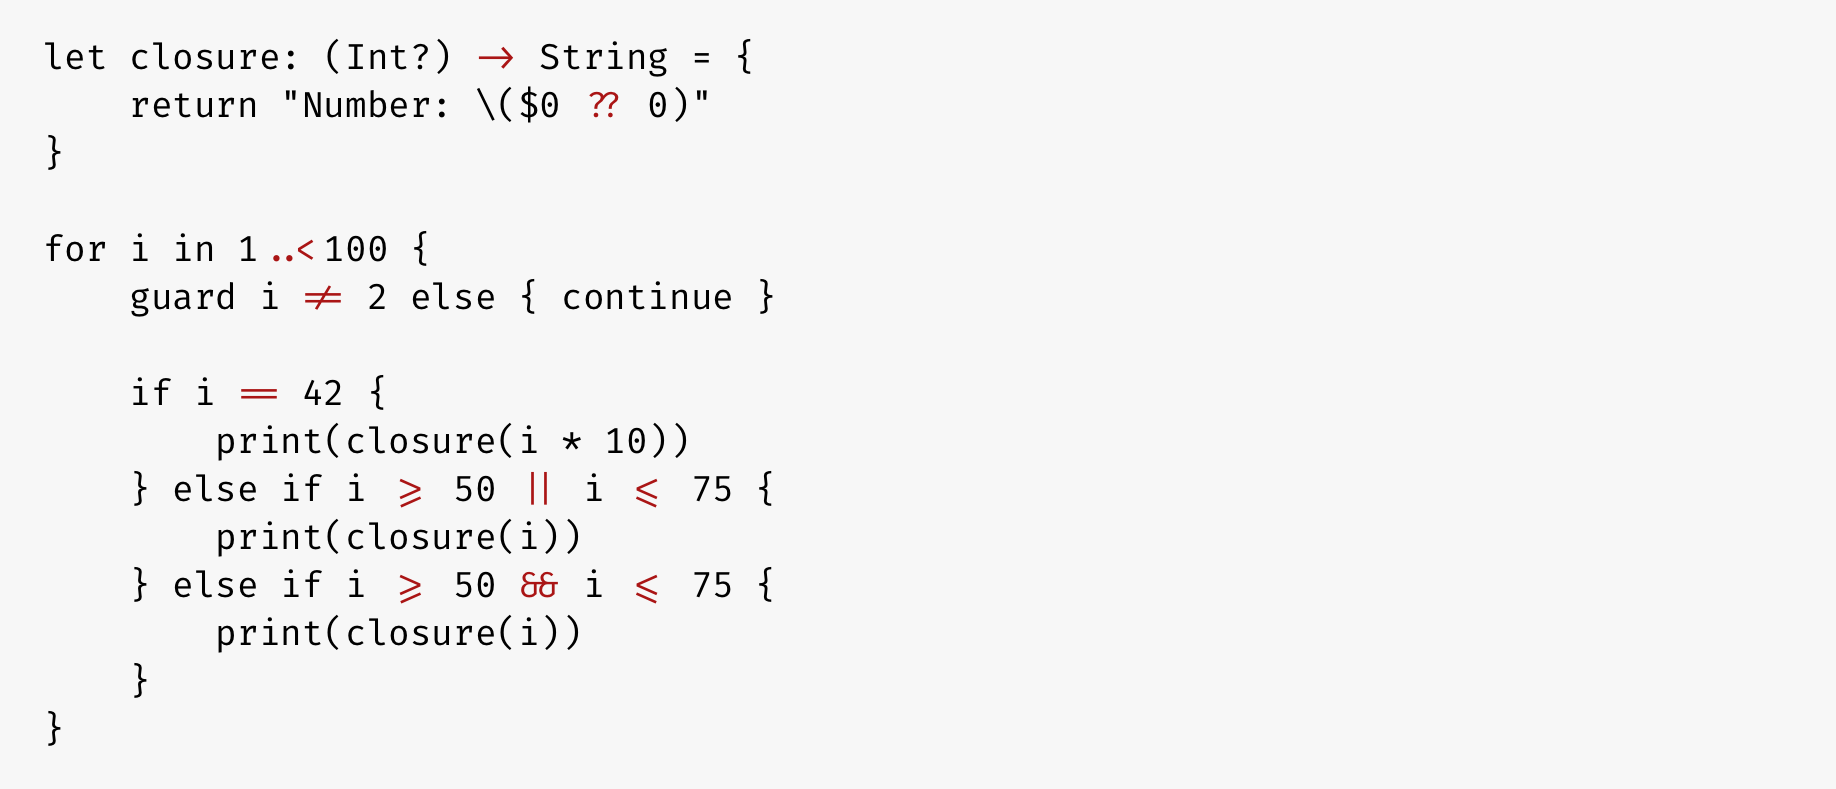 let closure: (Int?) -> String = {
    return "Number: \($0 ?? 0)"
}

for i in 1..<100 {
    guard i != 2 else { continue }

    if i == 42 {
        print(closure(i * 10))
    } else if i >= 50 || i <= 75 {
        print(closure(i))
    } else if i >= 50 && i <= 75 {
        print(closure(i))
    }
}